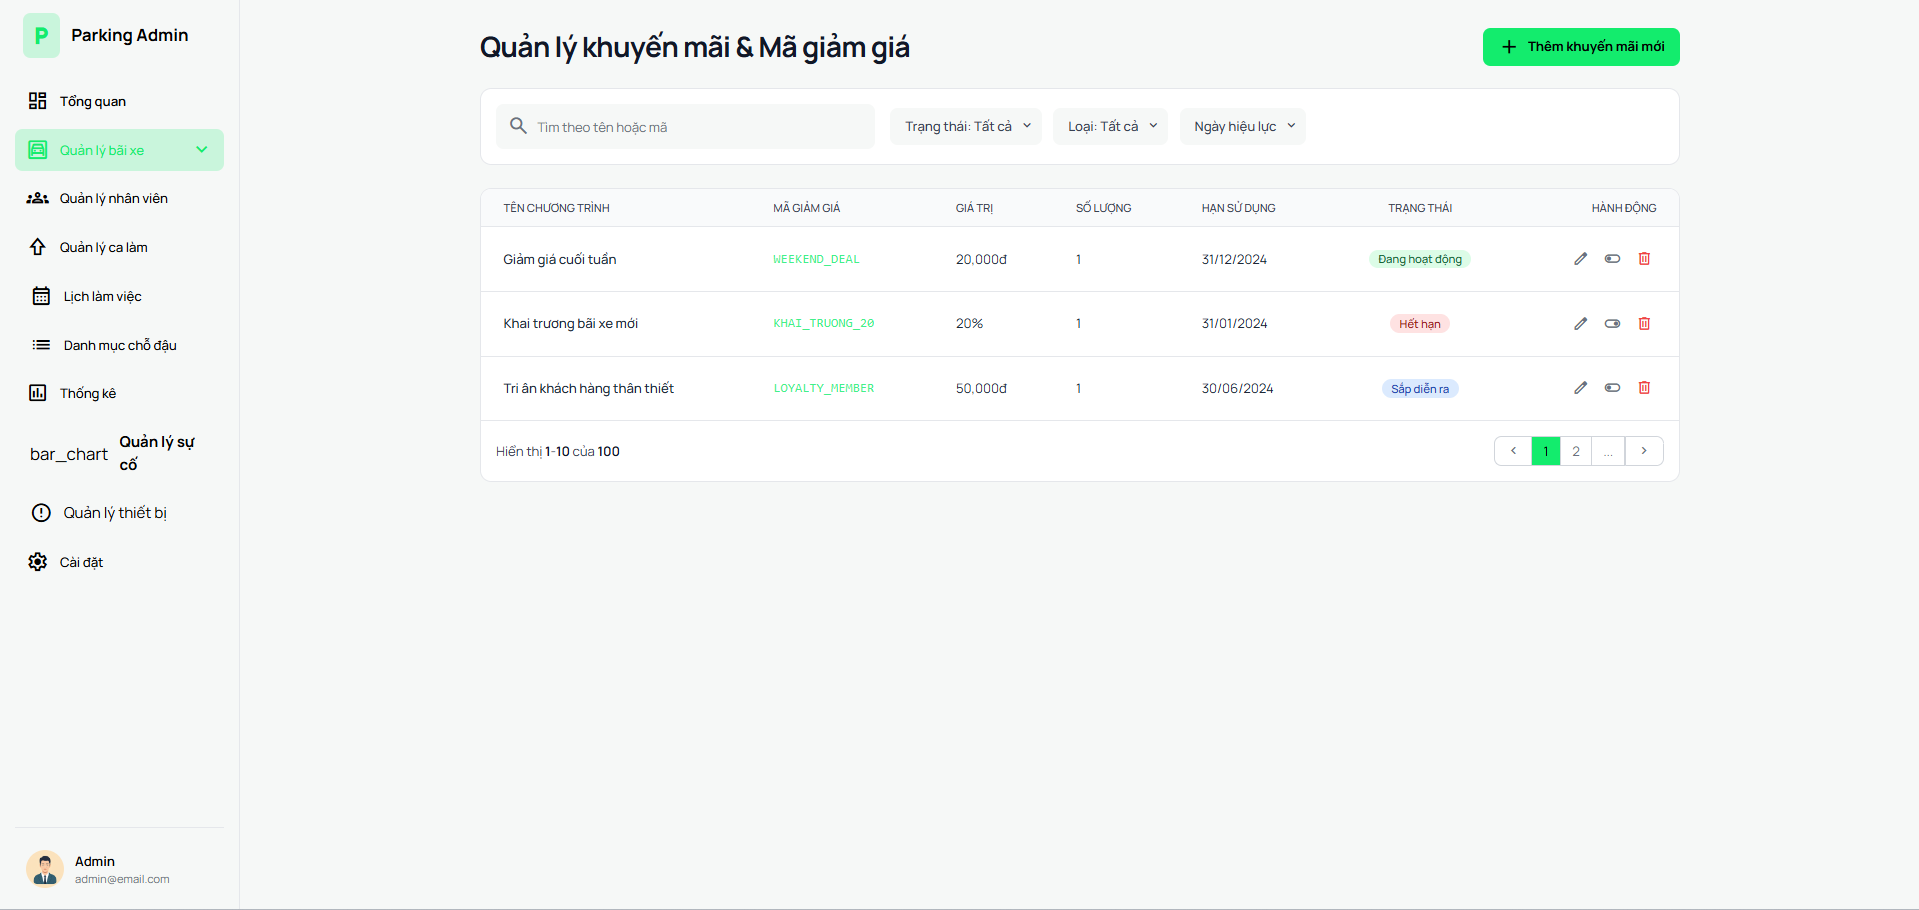 P Parking Admin
Tổng quan
Quản lý bãi xe
Quản lý nhân viên
Quản lý ca làm
Lịch làm việc
Danh mục chỗ đậu
Thống kê
bar_chart Quản lý sự
cố
Quản lý thiết bị
Cài đặt
Admin
admin@email.com
Quản lý khuyến mãi & Mã giảm giá
Thêm khuyến mãi mới
Tìm theo tên hoặc mã
Trạng thái: Tất cả
Loại: Tất cả
Ngày hiệu lực
TÊN CHƯƠNG TRÌNH MÃ GIẢM GIÁ GIÁ TRỊ SỐ LƯỢNG HẠN SỬ DỤNG TRẠNG THÁI HÀNH ĐỘNG
Giảm giá cuối tuần WEEKEND_DEAL 20,000đ 1 31/12/2024 Đang hoạt động
Khai trương bãi xe mới KHAI_TRUONG_20 20% 1 31/01/2024 Hết hạn
Tri ân khách hàng thân thiết LOYALTY_MEMBER 50,000đ 1 30/06/2024 Sắp diễn ra
Hiển thị 1-10 của 100
1 2 ...